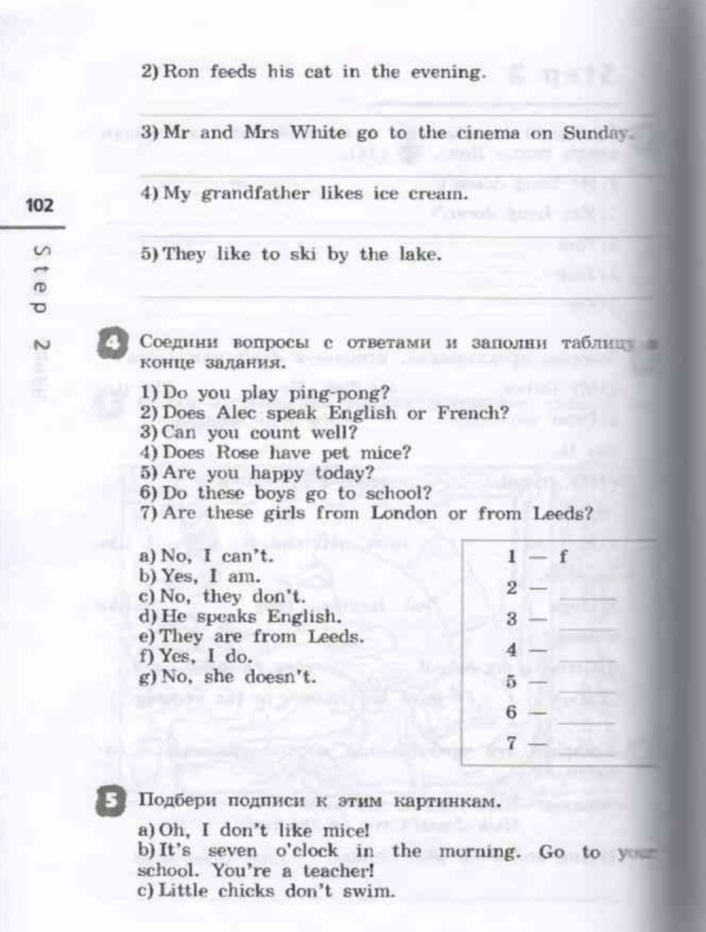 2) Ron feeds his cat in the evening.
3) Mr and Mrs White go to the cinema on Sunday.
4) My grandfather likes ice cream.
102
5) They like to ski by the lake.
Step 2
4 Соедини вопросы с ответами и заполни таблицу в
конце задания.
1) Do you play ping-pong?
2) Does Alec speak English or French?
3) Can you count well?
4) Does Rose have pet mice?
5) Are you happy today?
6) Do these boys go to school?
7) Are these girls from London or from Leeds?
a) No, I can't.
b) Yes, I am.
c) No, they don't.
d) He speaks English.
e) They are from Leeds.
f) Yes, I do.
g) No, she doesn't.
1 — f
2 —
3 —
4 —
5 —
6 —
7 —
5 Подбери подписи к этим картинкам.
a) Oh, I don't like mice!
b) It's seven o'clock in the morning. Go to your
school. You're a teacher!
c) Little chicks don't swim.